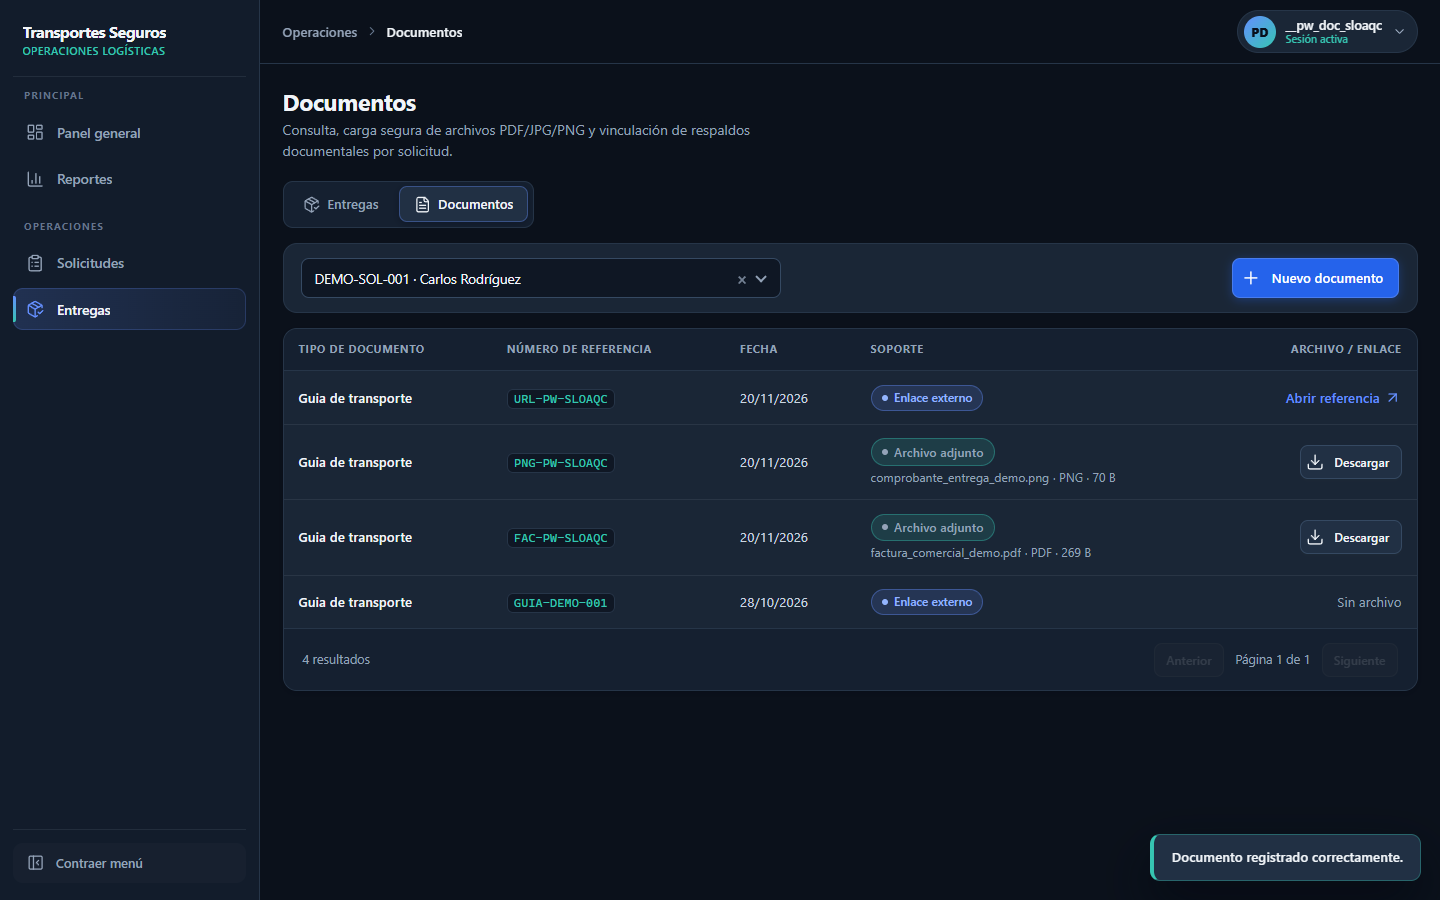 Transportes Seguros
OPERACIONES LOGÍSTICAS
PRINCIPAL
Panel general
Reportes
OPERACIONES
Solicitudes
Entregas
Contraer menú
Operaciones > Documentos
PD
__pw_doc_sloaqc
Sesión activa
Documentos
Consulta, carga segura de archivos PDF/JPG/PNG y vinculación de respaldos
documentales por solicitud.
Entregas Documentos
DEMO-SOL-001 · Carlos Rodríguez × Nuevo documento
TIPO DE DOCUMENTO NÚMERO DE REFERENCIA FECHA SOPORTE ARCHIVO / ENLACE
Guia de transporte URL-PW-SLOAQC 20/11/2026 Enlace externo Abrir referencia
Guia de transporte PNG-PW-SLOAQC 20/11/2026 Archivo adjunto Descargar
comprobante_entrega_demo.png · PNG · 70 B
Guia de transporte FAC-PW-SLOAQC 20/11/2026 Archivo adjunto Descargar
factura_comercial_demo.pdf · PDF · 269 B
Guia de transporte GUIA-DEMO-001 28/10/2026 Enlace externo Sin archivo
4 resultados Anterior Página 1 de 1 Siguiente
Documento registrado correctamente.